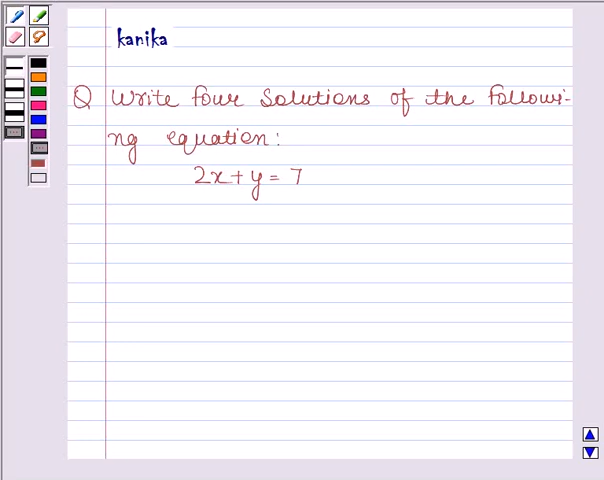 kanika
Q Write four solutions of the followi-
ng equation:
2x + y = 7